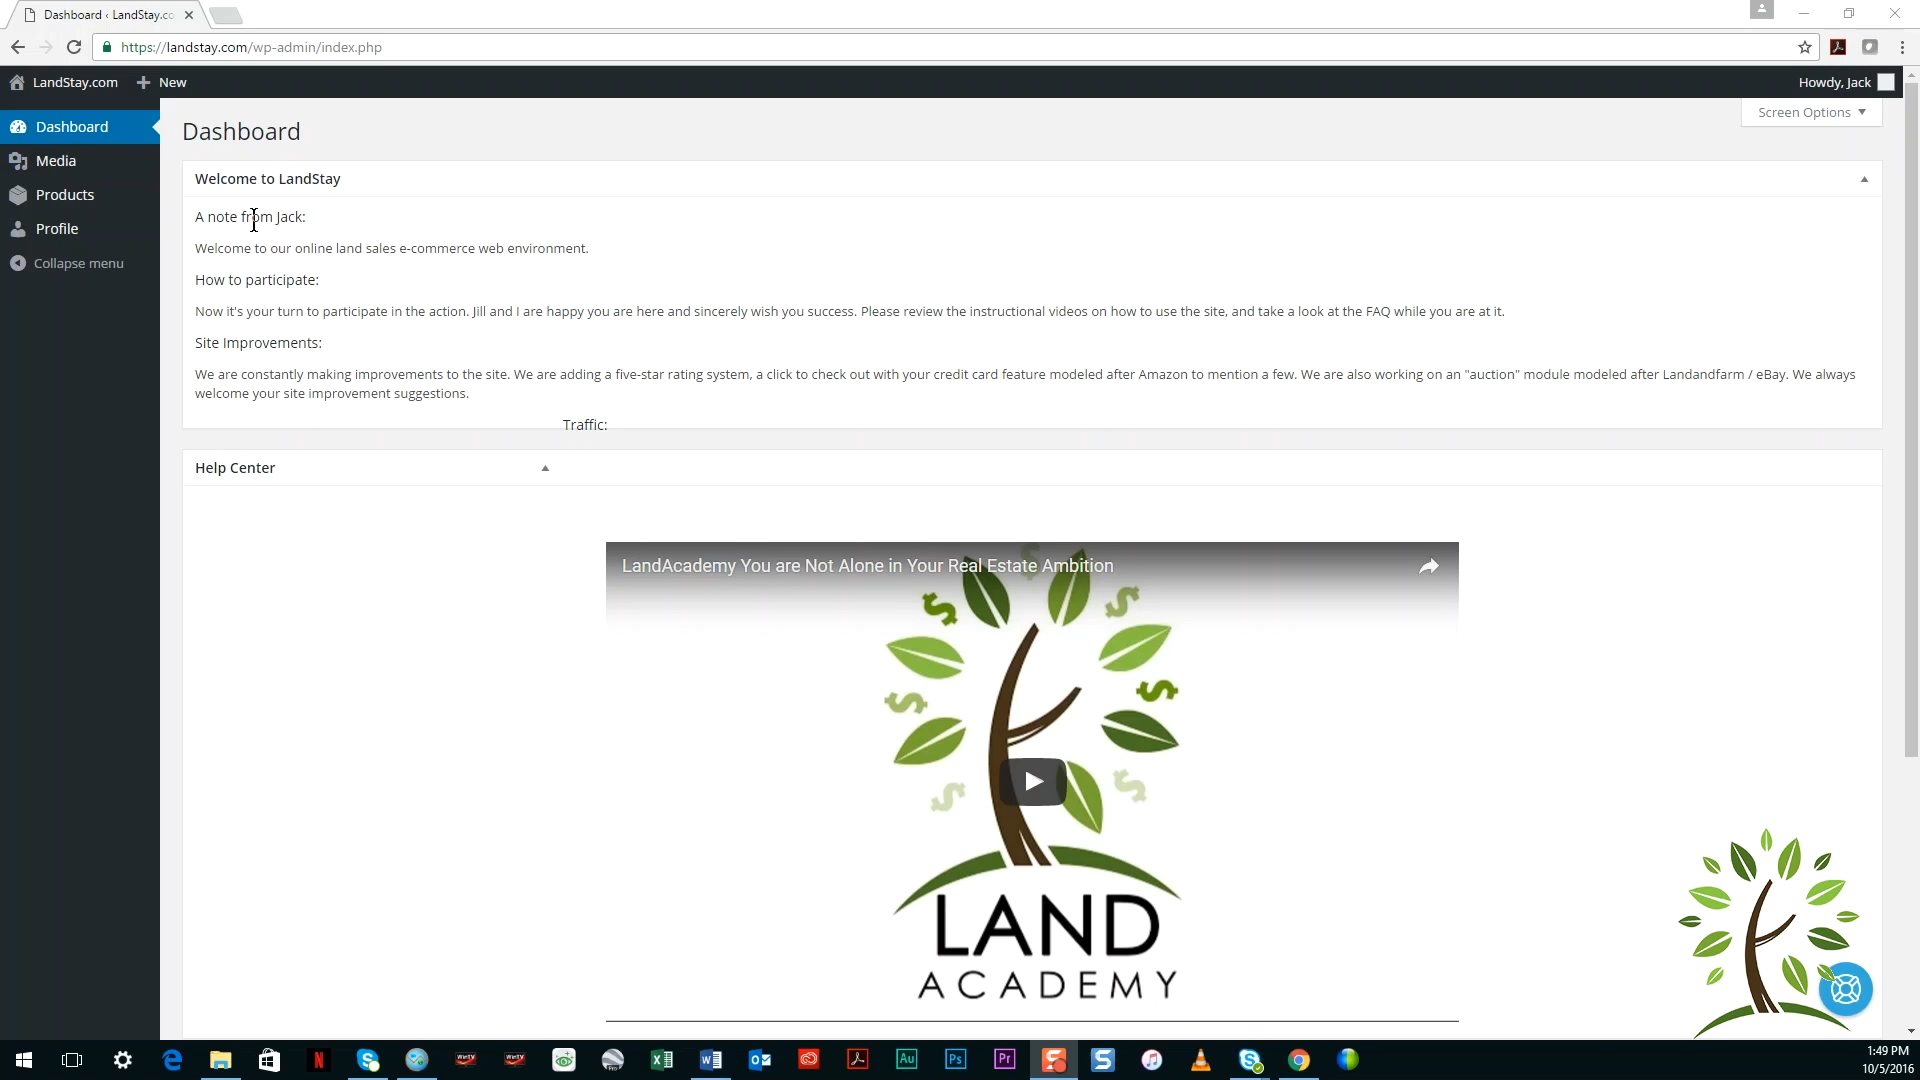 Dashboard ‹ LandStay.co
https://landstay.com/wp-admin/index.php
LandStay.com
New
Howdy, Jack
Dashboard
Media
Products
Profile
Collapse menu
Screen Options
Dashboard
Welcome to LandStay
A note from Jack:
Welcome to our online land sales e-commerce web environment.
How to participate:
Now it's your turn to participate in the action. Jill and I are happy you are here and sincerely wish you success. Please review the instructional videos on how to use the site, and take a look at the FAQ while you are at it.
Site Improvements:
We are constantly making improvements to the site. We are adding a five-star rating system, a click to check out with your credit card feature modeled after Amazon to mention a few. We are also working on an "auction" module modeled after Landandfarm / eBay. We always
welcome your site improvement suggestions.
Traffic:
Help Center
LandAcademy You are Not Alone in Your Real Estate Ambition
LAND
ACADEMY
WinTV
WinTV
Pro
Au
Ps
Pr
1:49 PM
10/5/2016